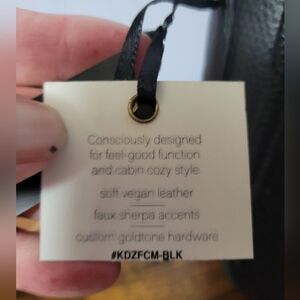 Consciously designed
for feel-good function
and cabin cozy style
soft vegan leather
faux sherpa accents
custom goldtone hardware
#KDZFCM-BLK